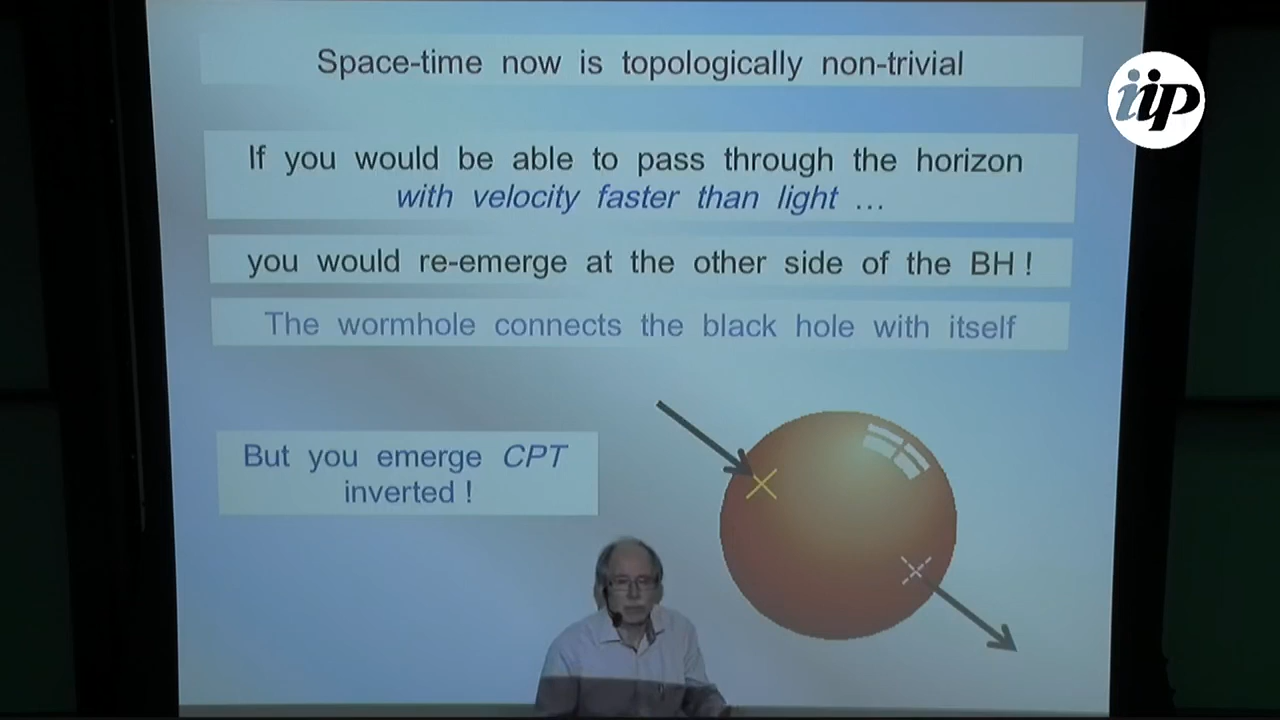 Space-time now is topologically non-trivial
iip
If you would be able to pass through the horizon
with velocity faster than light ...
you would re-emerge at the other side of the BH !
The wormhole connects the black hole with itself
But you emerge CPT
inverted !